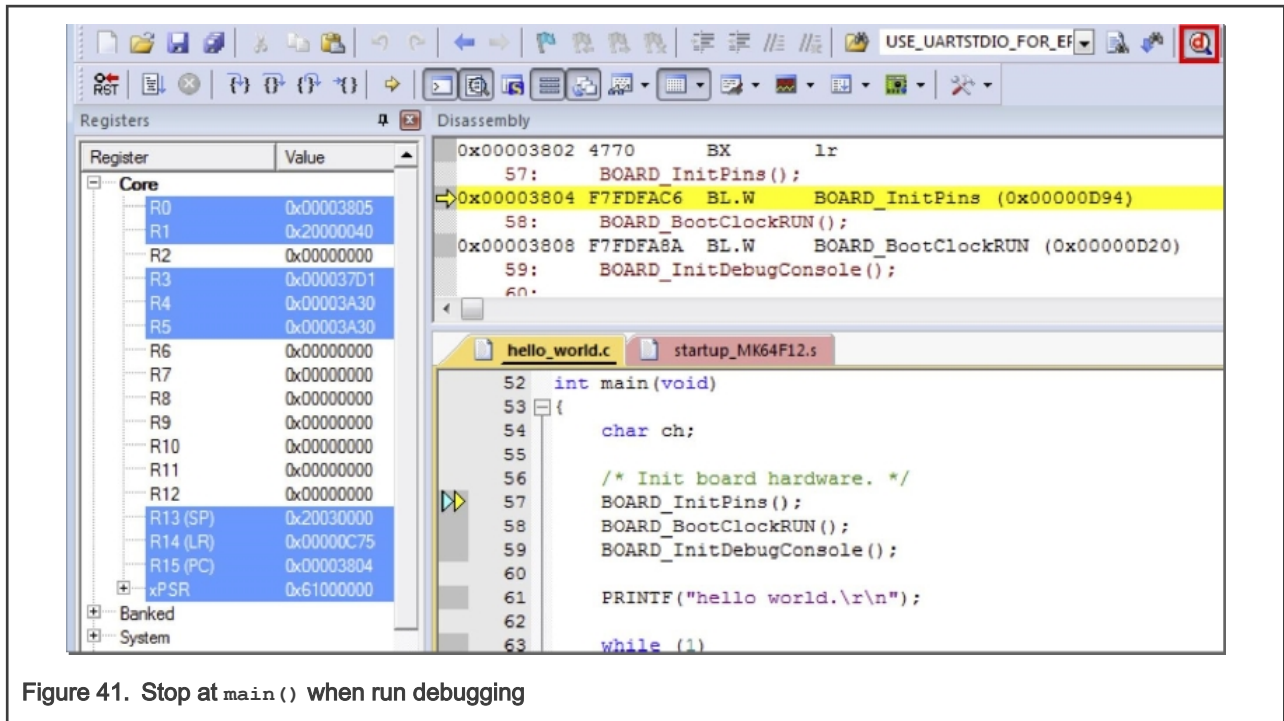 USE_UARTSTDIO_FOR_EF
RST
Registers
Disassembly
Register Value
Core
R0 0x00003805
R1 0x20000040
R2 0x00000000
R3 0x000037D1
R4 0x00003A30
R5 0x00003A30
R6 0x00000000
R7 0x00000000
R8 0x00000000
R9 0x00000000
R10 0x00000000
R11 0x00000000
R12 0x00000000
R13 (SP) 0x20030000
R14 (LR) 0x00000C75
R15 (PC) 0x00003804
xPSR 0x61000000
Banked
System
0x00003802 4770 BX lr
57: BOARD_InitPins();
0x00003804 F7FDFAC6 BL.W BOARD_InitPins (0x00000D94)
58: BOARD_BootClockRUN();
0x00003808 F7FDFA8A BL.W BOARD_BootClockRUN (0x00000D20)
59: BOARD_InitDebugConsole();
60:
hello_world.c startup_MK64F12.s
52 int main(void)
53 {
54 char ch;
55
56 /* Init board hardware. */
57 BOARD_InitPins();
58 BOARD_BootClockRUN();
59 BOARD_InitDebugConsole();
60
61 PRINTF("hello world.\r\n");
62
63 while (1)
Figure 41. Stop at main() when run debugging